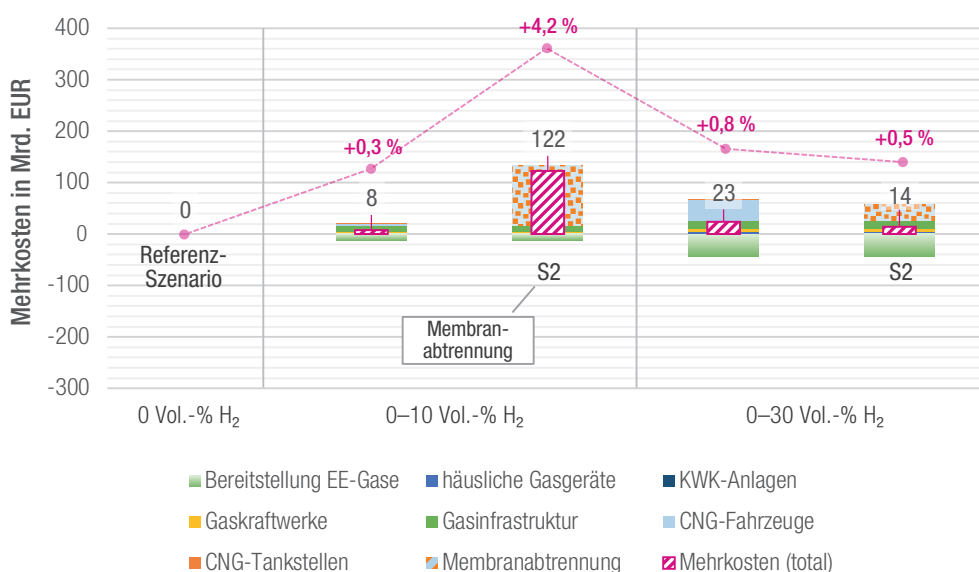 Mehrkosten in Mrd. EUR
400
300
200
100
0
-100
-200
-300
+4,2 %
+0,3 %
+0,8 %
+0,5 %
0
8
122
23
14
Referenz-
Szenario
S2
S2
Membran-
abtrennung
0 Vol.-% H₂
0–10 Vol.-% H₂
0–30 Vol.-% H₂
Bereitstellung EE-Gase
häusliche Gasgeräte
KWK-Anlagen
Gaskraftwerke
Gasinfrastruktur
CNG-Fahrzeuge
CNG-Tankstellen
Membranabtrennung
Mehrkosten (total)